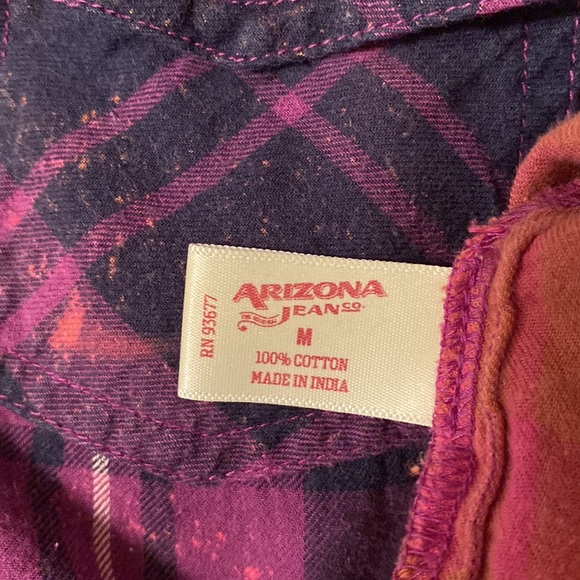 ARIZONA
THE ORIGINAL JEAN CO.
M
100% COTTON
MADE IN INDIA
RN 93677